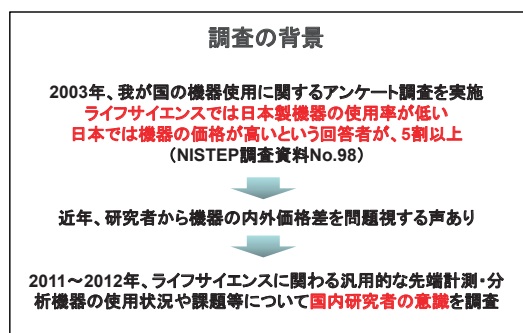 調査の背景
2003年、我が国の機器使用に関するアンケート調査を実施
ライフサイエンスでは日本製機器の使用率が低い
日本では機器の価格が高いという回答者が、5割以上
（NISTEP調査資料No.98）
近年、研究者から機器の内外価格差を問題視する声あり
2011～2012年、ライフサイエンスに関わる汎用的な先端計測・分
析機器の使用状況や課題等について国内研究者の意識を調査